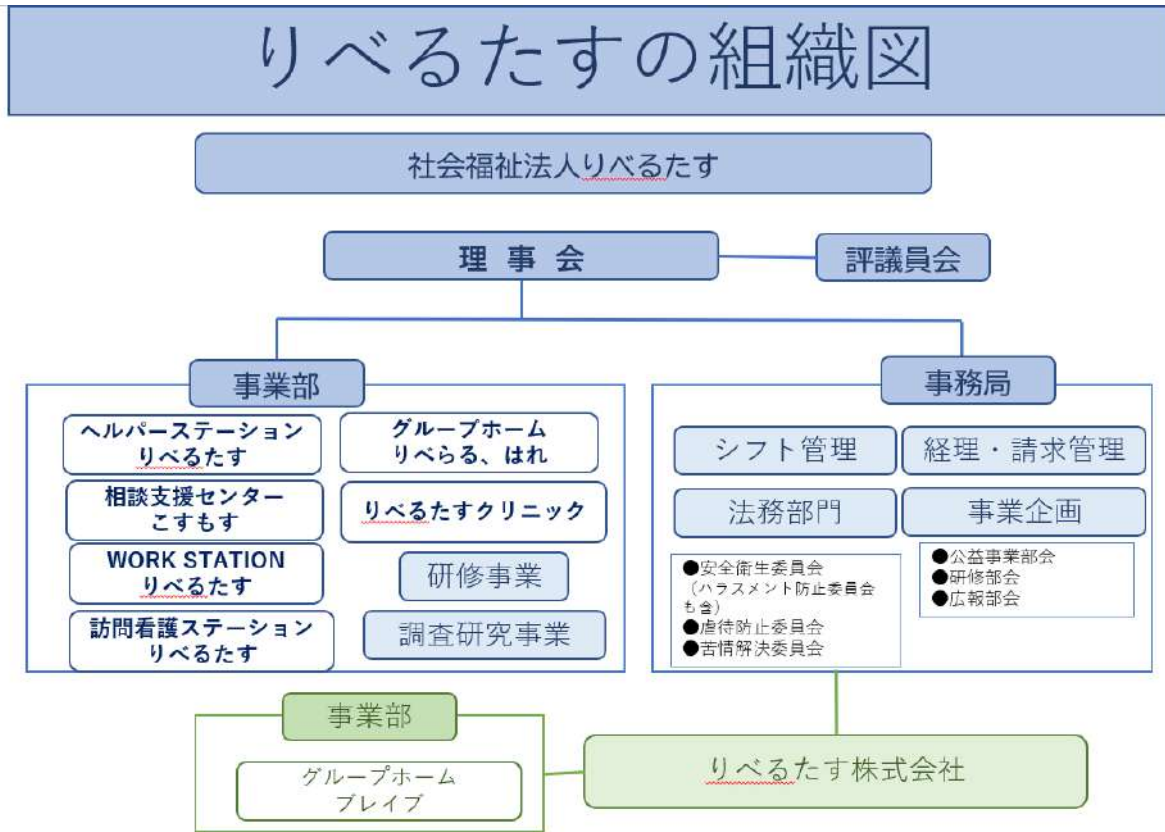 りべるたすの組織図
社会福祉法人りべるたす
理 事 会
評議員会
事業部
ヘルパーステーション
りべるたす
グループホーム
りべらる、はれ
相談支援センター
こすもす
りべるたすクリニック
WORK STATION
りべるたす
研修事業
訪問看護ステーション
りべるたす
調査研究事業
事務局
シフト管理
経理・請求管理
法務部門
事業企画
●安全衛生委員会
(ハラスメント防止委員会
も含)
●虐待防止委員会
●苦情解決委員会
●公益事業部会
●研修部会
●広報部会
事業部
グループホーム
ブレイブ
りべるたす株式会社